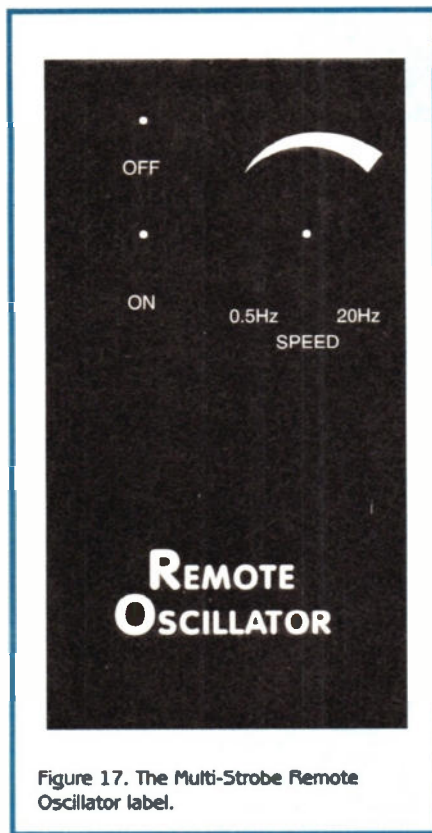 OFF
ON
0.5Hz 20Hz
SPEED
REMOTE
OSCILLATOR
Figure 17. The Multi-Strobe Remote
Oscillator label.